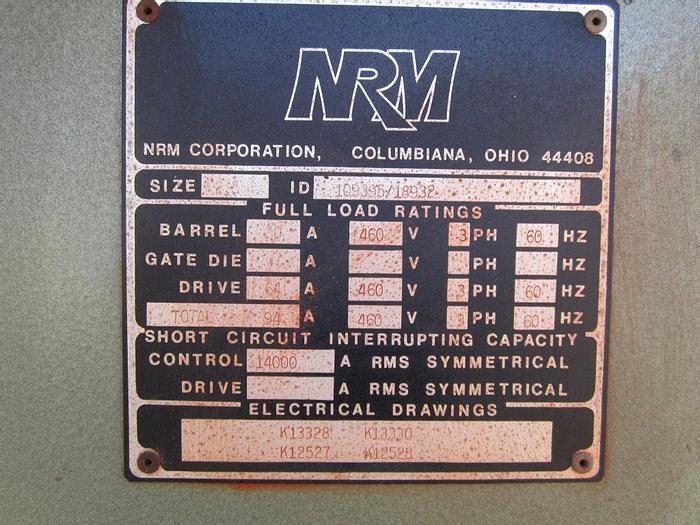 NRM
NRM CORPORATION, COLUMBIANA, OHIO 44408
SIZE ID 109395/18932
FULL LOAD RATINGS
BARREL A 460 V 3 PH 60 HZ
GATE DIE A V PH HZ
DRIVE 64 A 460 V 3 PH 60 HZ
TOTAL 94 A 460 V 3 PH 60 HZ
SHORT CIRCUIT INTERRUPTING CAPACITY
CONTROL 14000 A RMS SYMMETRICAL
DRIVE A RMS SYMMETRICAL
ELECTRICAL DRAWINGS
K13328 K13330
K12527 K12528